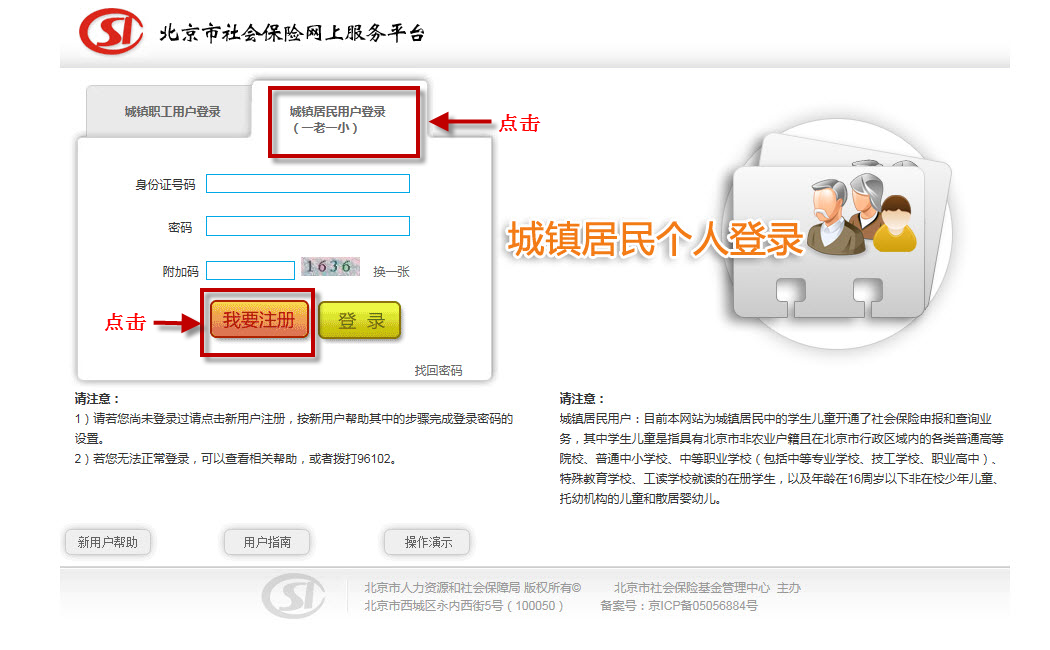 北京市社会保险网上服务平台
城镇职工用户登录
城镇居民用户登录
（一老一小）
点击
身份证号码
密码
附加码
1636
换一张
城镇居民个人登录
点击
我要注册
登 录
找回密码
请注意：
1）请若您尚未登录过请点击新用户注册，按新用户帮助其中的步骤完成登录密码的
设置。
2）若您无法正常登录，可以查看相关帮助，或者拨打96102。
请注意：
城镇居民用户：目前本网站为城镇居民中的学生儿童开通了社会保险申报和查询业
务，其中学生儿童是指具有北京市非农业户籍且在北京市行政区域内的各类普通高等
院校、普通中小学校、中等职业学校（包括中等专业学校、技工学校、职业高中）、
特殊教育学校、工读学校就读的在册学生，以及年龄在16周岁以下非在校少年儿童、
托幼机构的儿童和散居婴幼儿。
新用户帮助
用户指南
操作演示
北京市人力资源和社会保障局 版权所有© 北京市社会保险基金管理中心 主办
北京市西城区永内西街5号（100050） 备案号：京ICP备05056884号